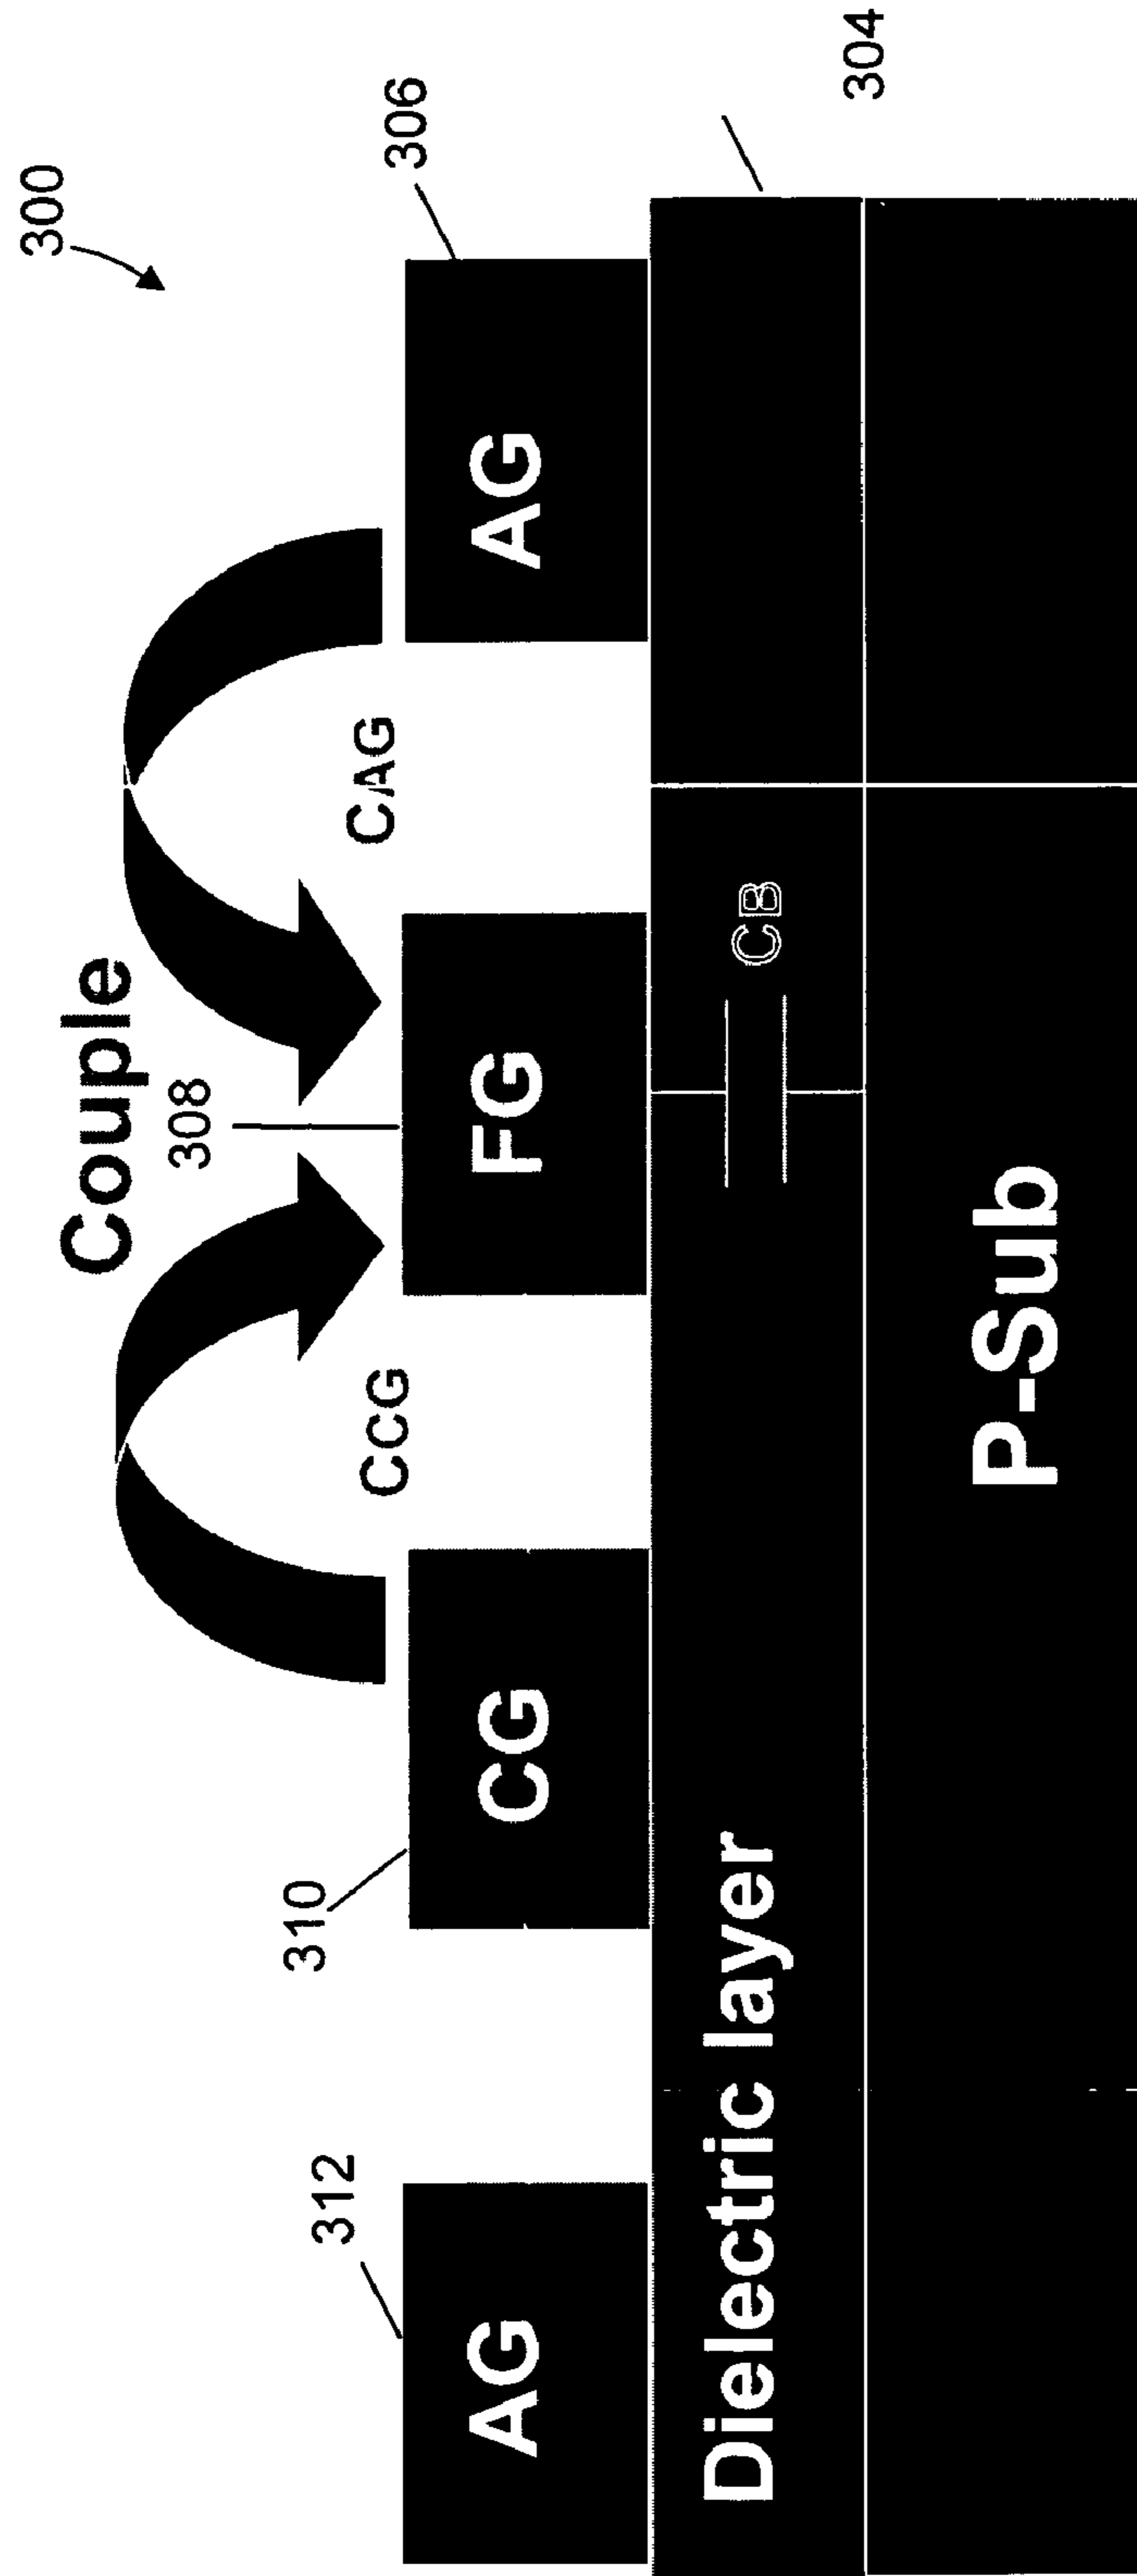 300
Couple
308
306
310
312
CCG
CAG
AG
CG
FG
AG
304
Dielectric layer
CB
P-Sub